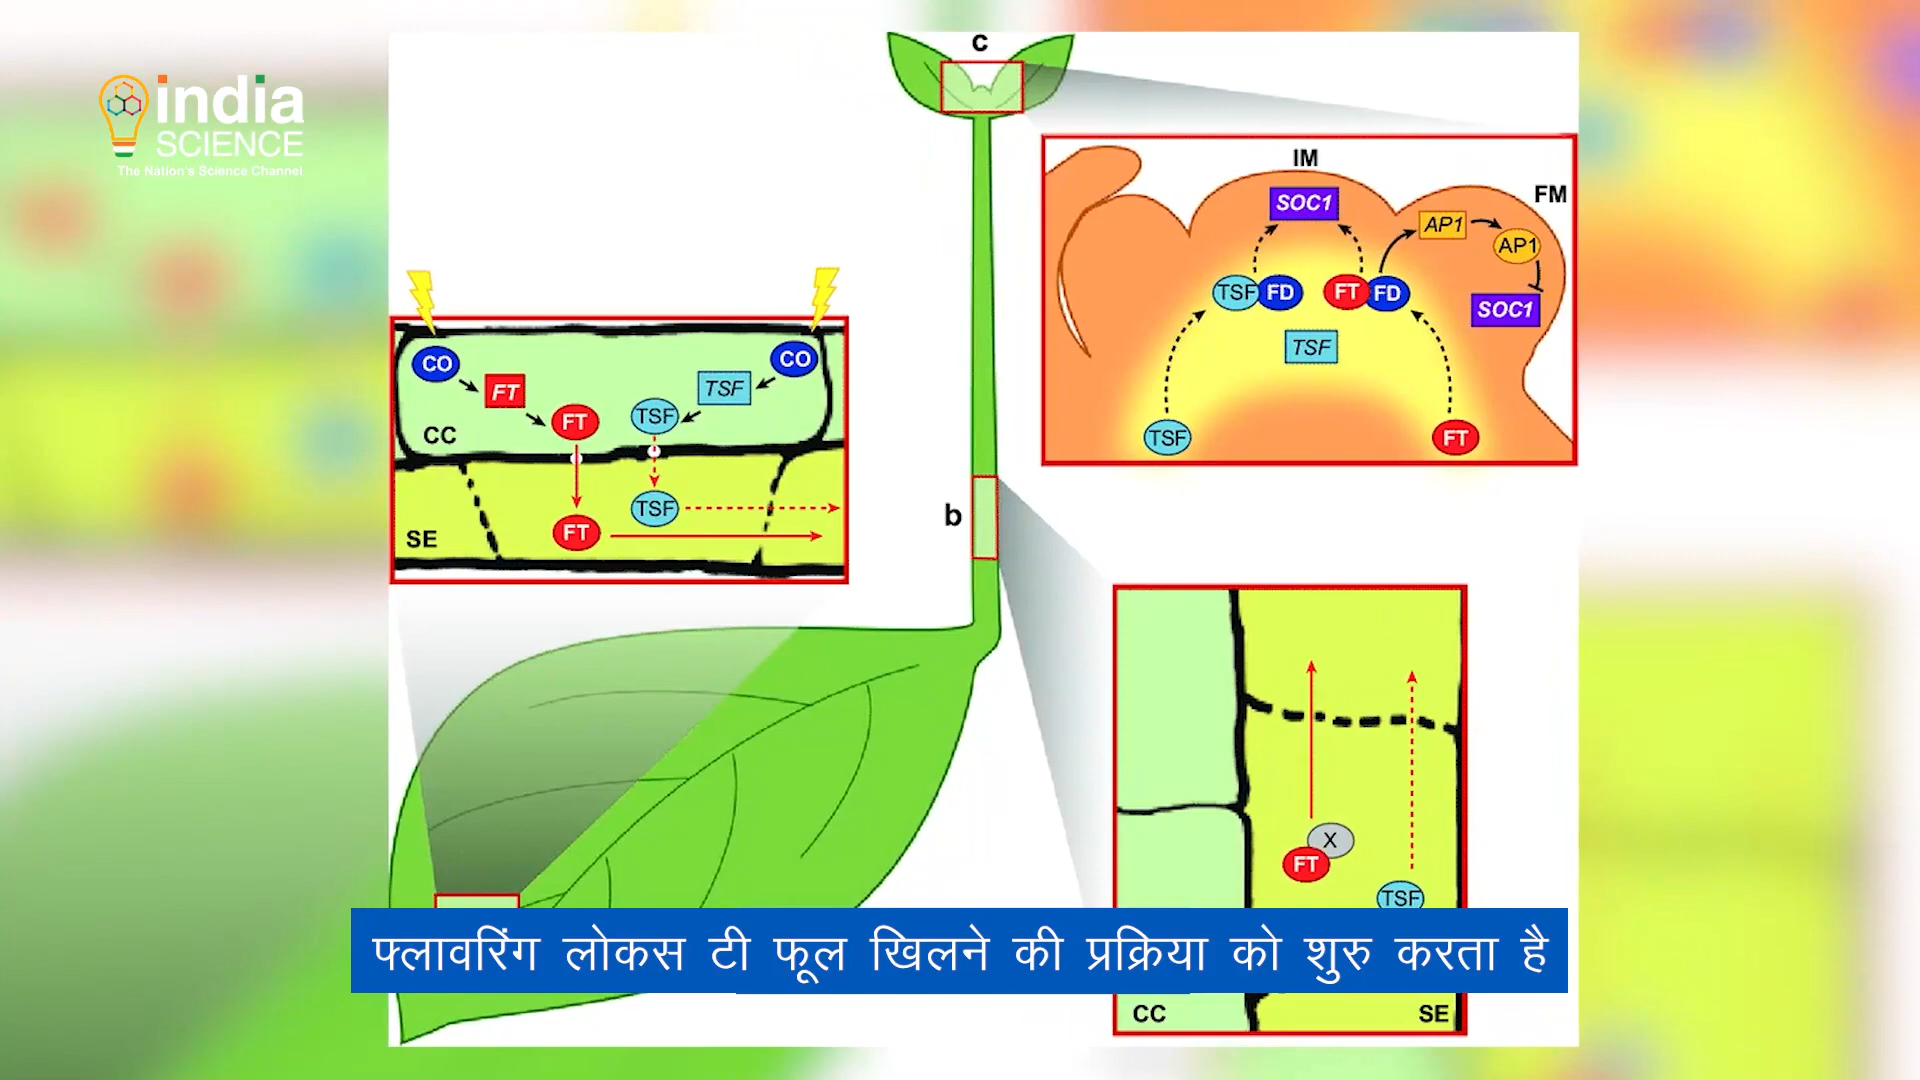 india
SCIENCE
The Nation's Science Channel
c
IM
FM
SOC1
AP1
AP1
TSF FD
FT FD
SOC1
TSF
TSF
FT
CO
CO
FT
TSF
FT
TSF
CC
TSF
FT
SE
b
X
FT
TSF
फ्लावरिंग लोकस टी फूल खिलने की प्रक्रिया को शुरु करता है
CC
SE